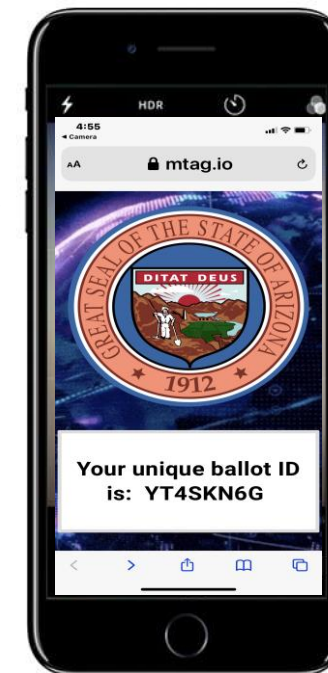 HDR
4:55
◂ Camera
AA mtag.io
GREAT SEAL OF THE STATE OF ARIZONA
DITAT DEUS
1912
Your unique ballot ID
is: YT4SKN6G